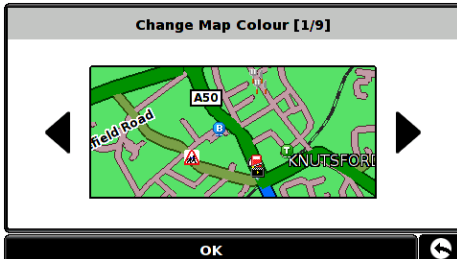 Change Map Colour [1/9]
A50
field Road
B
T
KNUTSFORD
OK